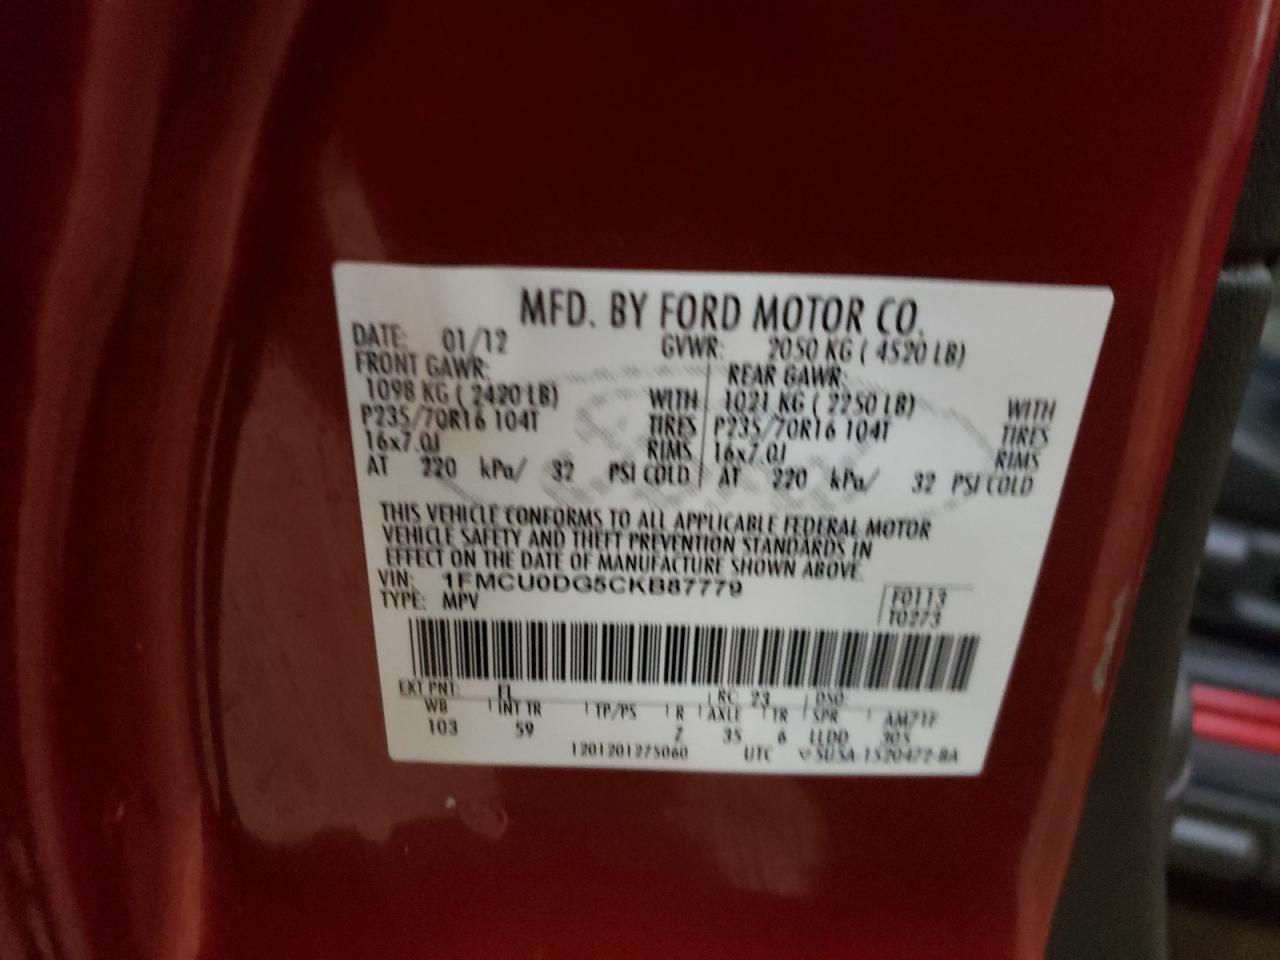 MFD. BY FORD MOTOR CO.
DATE: 01/12 GVWR: 2050 KG ( 4520 LB)
FRONT GAWR: REAR GAWR:
1098 KG ( 2420 LB) WITH 1021 KG ( 2250 LB) WITH
P235/70R16 104T TIRES P235/70R16 104T TIRES
16x7.0J RIMS 16x7.0J RIMS
AT 220 kPa/ 32 PSI COLD AT 220 kPa/ 32 PSI COLD
THIS VEHICLE CONFORMS TO ALL APPLICABLE FEDERAL MOTOR
VEHICLE SAFETY AND THEFT PREVENTION STANDARDS IN
EFFECT ON THE DATE OF MANUFACTURE SHOWN ABOVE.
VIN: 1FMCU0DG5CKB87779
TYPE: MPV
F0113
T0273
EXT PNT: RC: 23 DSO:
WB INT TR TP/PS R AXLE TR SPR AM71F
103 59 2 35 6 LLDD 305
1201201275060 UTC 5U5A-1520472-BA